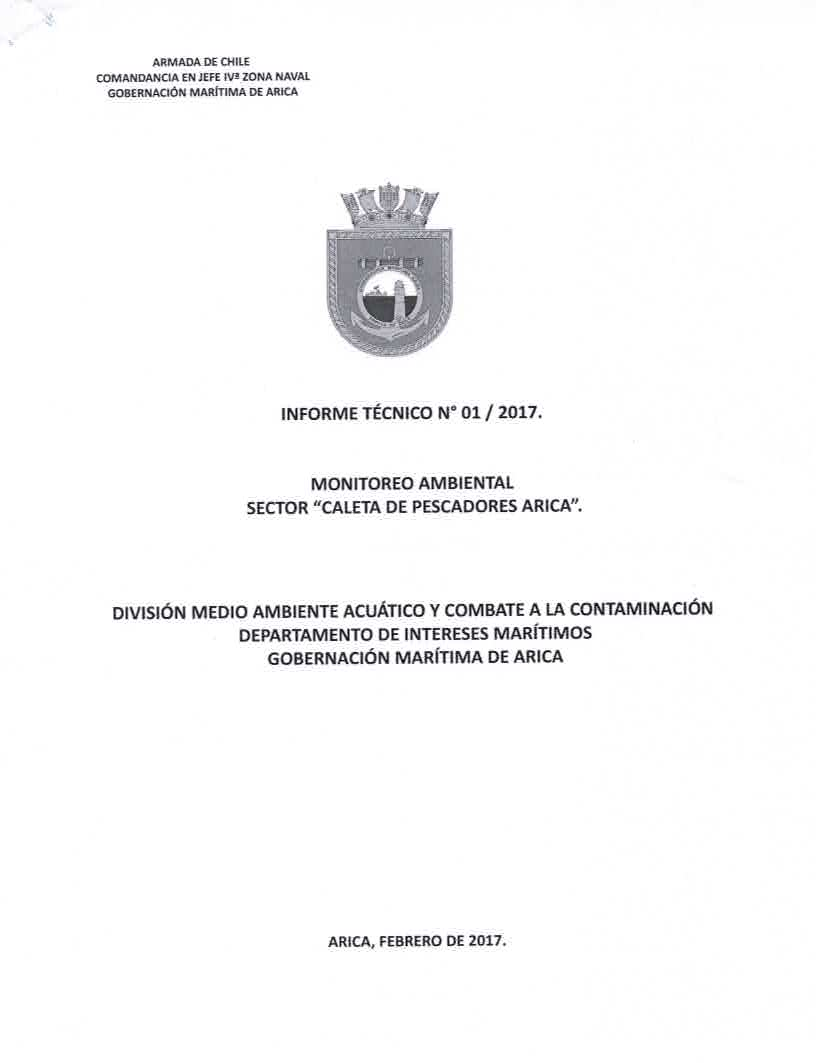 ARMADA DE CHILE
COMANDANCIA EN JEFE IVª ZONA NAVAL
GOBERNACIÓN MARÍTIMA DE ARICA
INFORME TÉCNICO N° 01 / 2017.
MONITOREO AMBIENTAL
SECTOR “CALETA DE PESCADORES ARICA”.
DIVISIÓN MEDIO AMBIENTE ACUÁTICO Y COMBATE A LA CONTAMINACIÓN
DEPARTAMENTO DE INTERESES MARÍTIMOS
GOBERNACIÓN MARÍTIMA DE ARICA
ARICA, FEBRERO DE 2017.